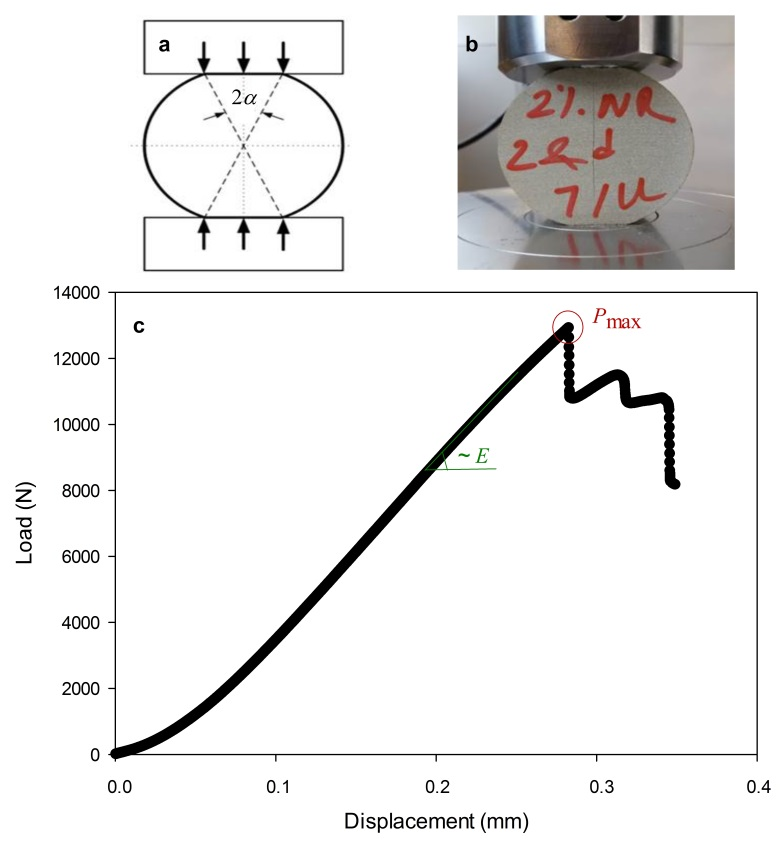 a
2α
b
2%. NR
2
7/
14000
c
Pmax
12000
10000
~ E
8000
6000
4000
2000
0
Load (N)
0.0 0.1 0.2 0.3 0.4
Displacement (mm)